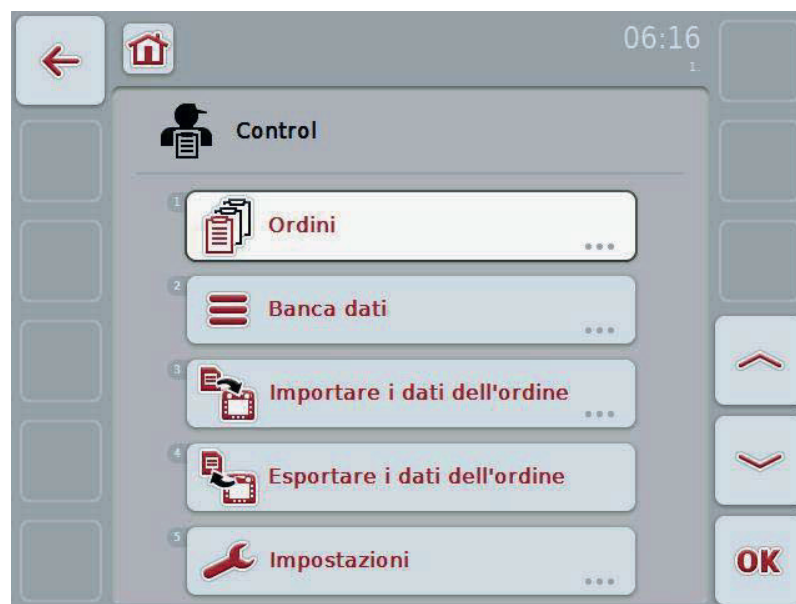 06:16
1.
Control
1
Ordini
2
Banca dati
3
Importare i dati dell'ordine
4
Esportare i dati dell'ordine
5
Impostazioni
OK